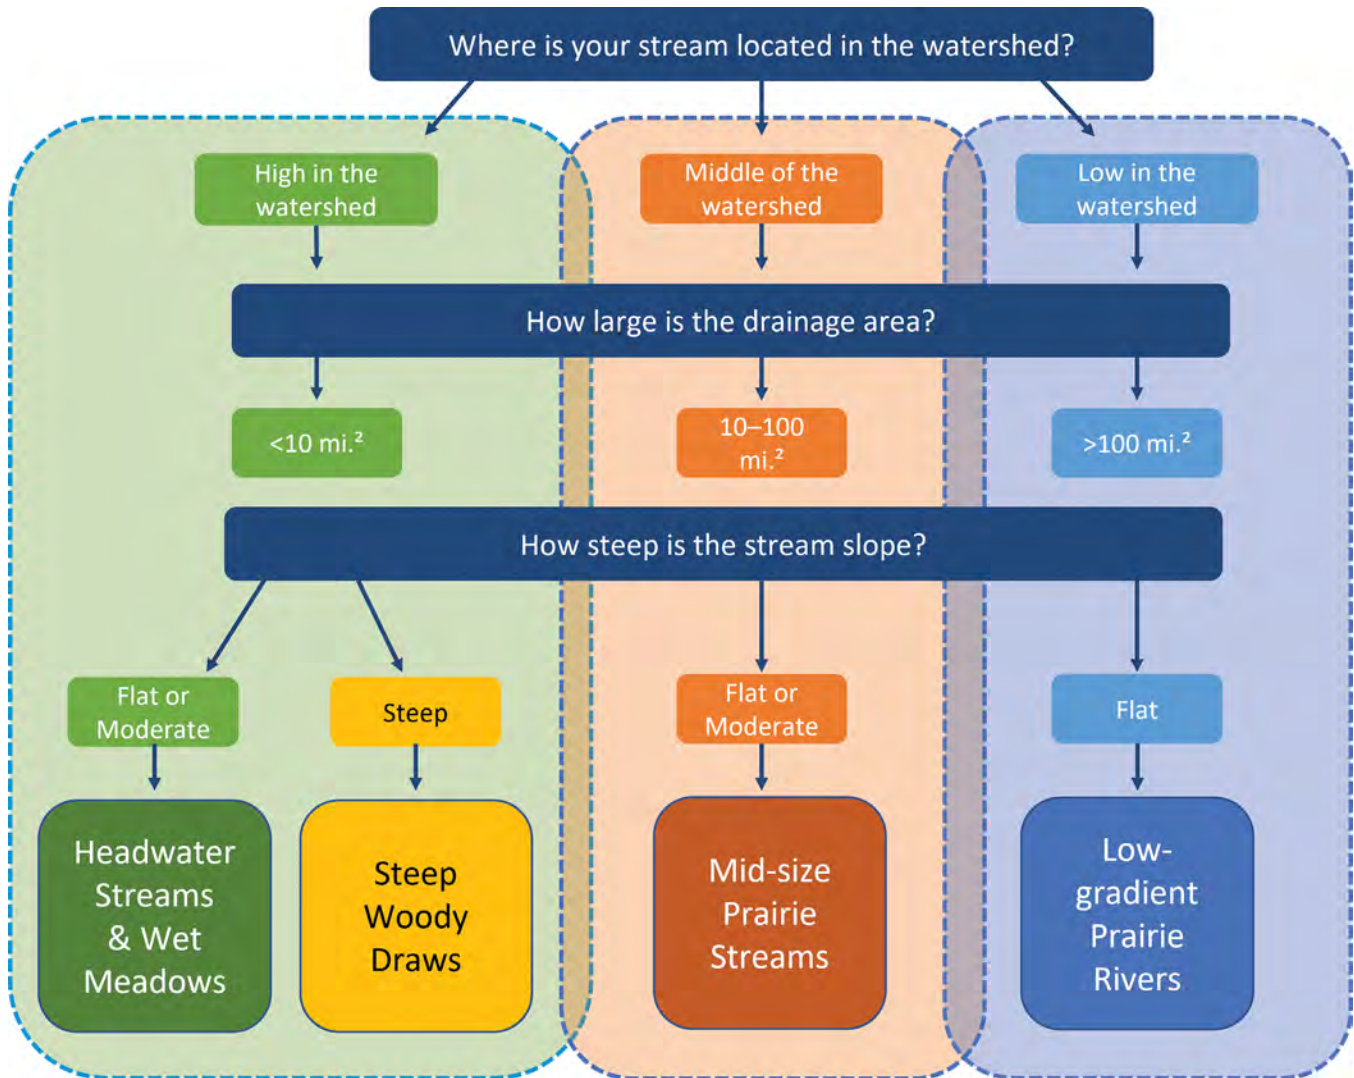 Where is your stream located in the watershed?
High in the
watershed
Middle of the
watershed
Low in the
watershed
How large is the drainage area?
<10 mi.²
10–100
mi.²
>100 mi.²
How steep is the stream slope?
Flat or
Moderate
Steep
Flat or
Moderate
Flat
Headwater
Streams
& Wet
Meadows
Steep
Woody
Draws
Mid-size
Prairie
Streams
Low-
gradient
Prairie
Rivers